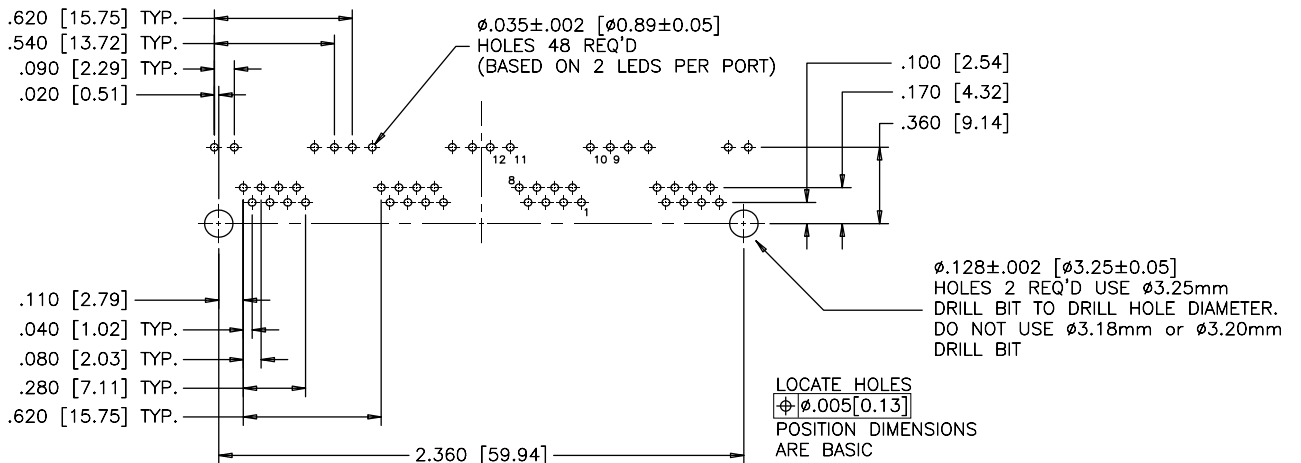 .620 [15.75] TYP.
.540 [13.72] TYP.
.090 [2.29] TYP.
.020 [0.51]
ø.035±.002 [ø0.89±0.05]
HOLES 48 REQ'D
(BASED ON 2 LEDS PER PORT)
.100 [2.54]
.170 [4.32]
.360 [9.14]
12 11
10 9
8
1
.110 [2.79]
.040 [1.02] TYP.
.080 [2.03] TYP.
.280 [7.11] TYP.
.620 [15.75] TYP.
2.360 [59.94]
ø.128±.002 [ø3.25±0.05]
HOLES 2 REQ'D USE ø3.25mm
DRILL BIT TO DRILL HOLE DIAMETER.
DO NOT USE ø3.18mm or ø3.20mm
DRILL BIT
LOCATE HOLES
⌖ ø.005[0.13]
POSITION DIMENSIONS
ARE BASIC